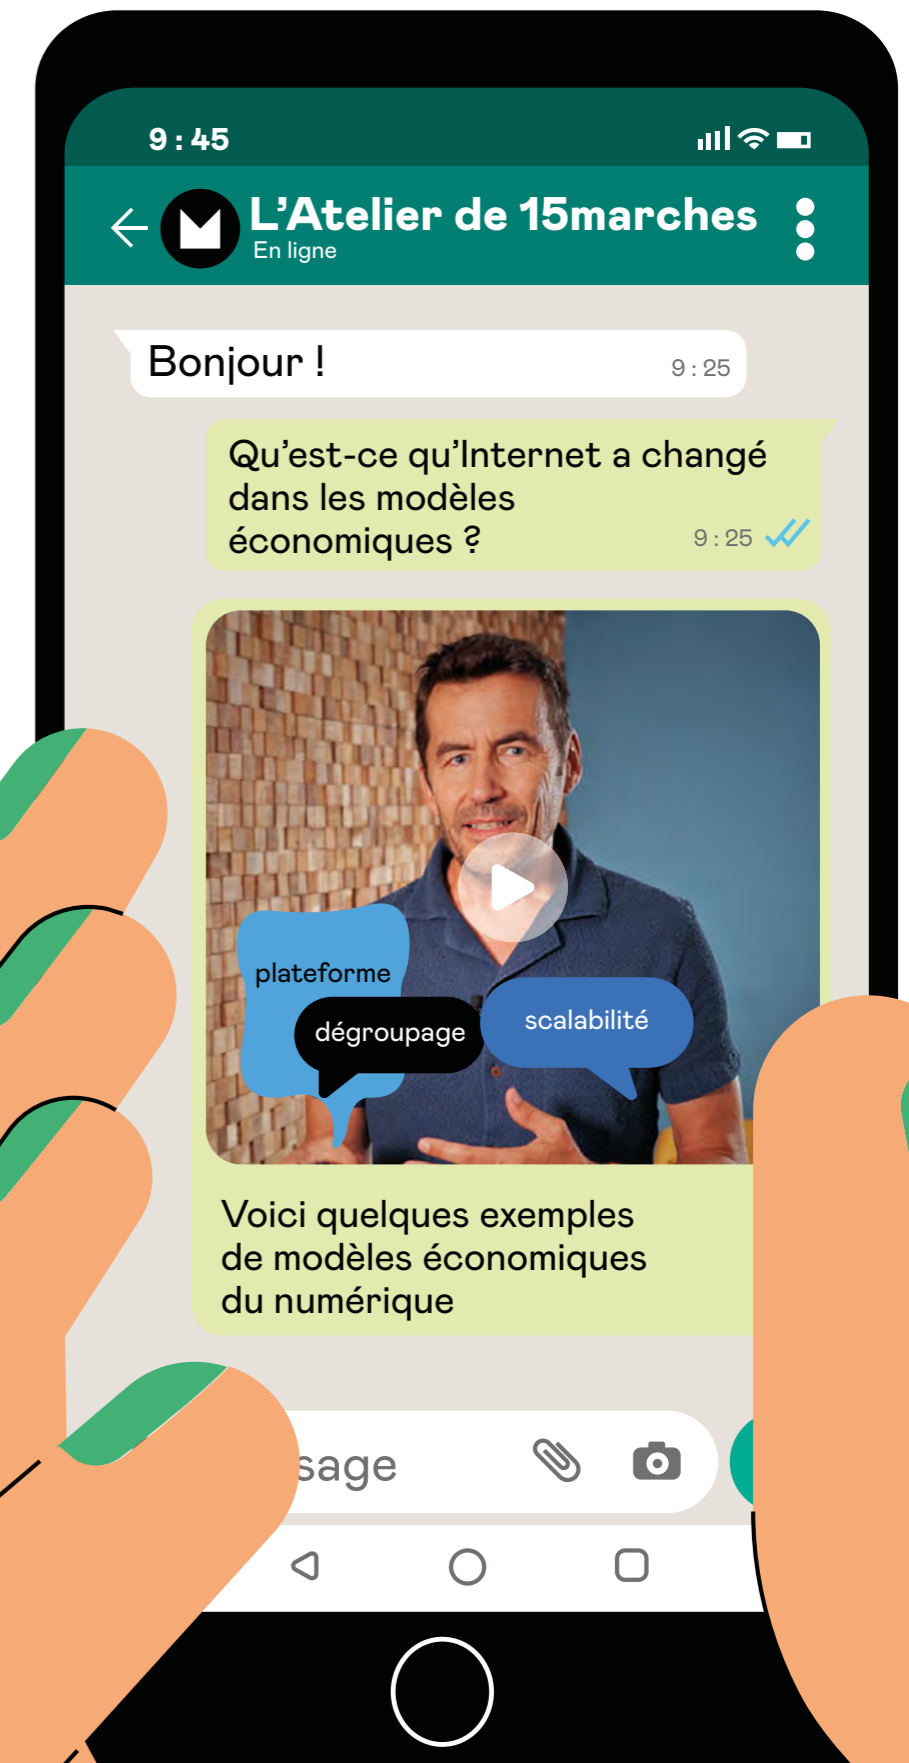 9 : 45
L’Atelier de 15marches
En ligne
Bonjour !
9 : 25
Qu’est-ce qu’Internet a changé
dans les modèles
économiques ?
9 : 25
plateforme
dégroupage
scalabilité
Voici quelques exemples
de modèles économiques
du numérique
sage